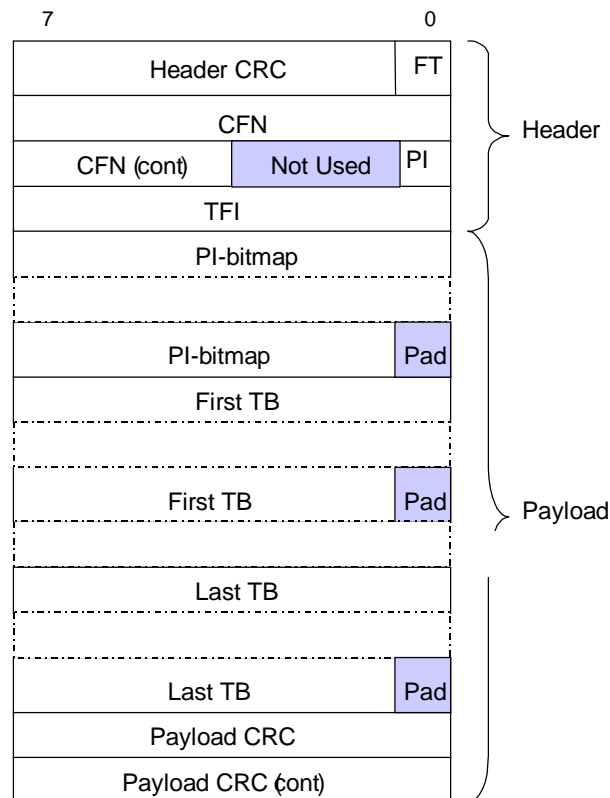 7 0
Header CRC FT
CFN
Header
CFN (cont) Not Used PI
TFI
PI-bitmap
PI-bitmap Pad
First TB
First TB Pad
Payload
Last TB
Last TB Pad
Payload CRC
Payload CRC (cont)